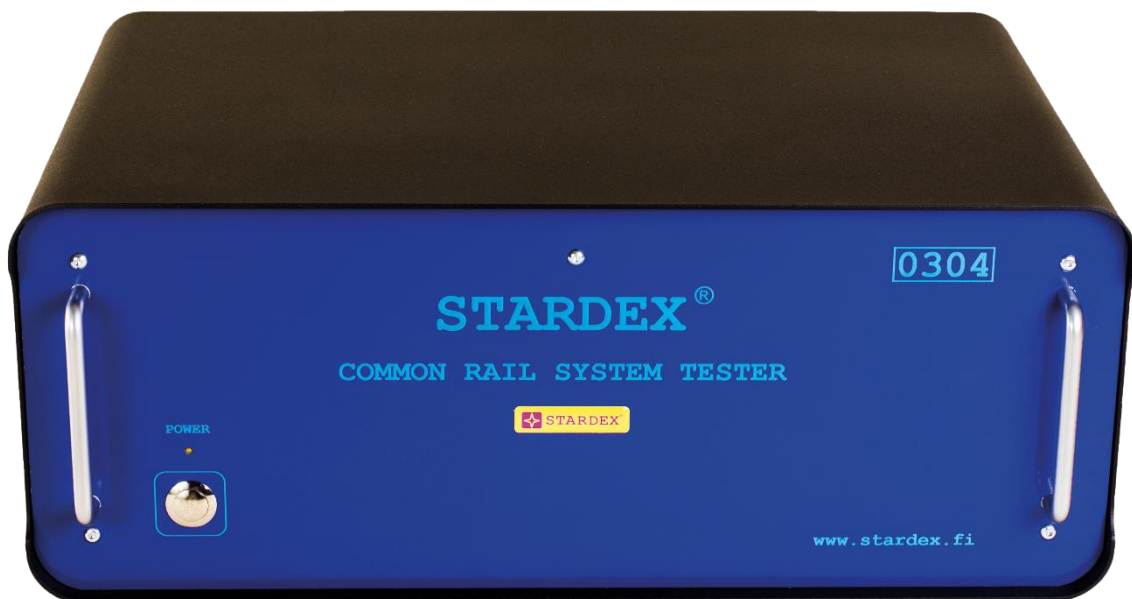 0304
STARDEX®
COMMON RAIL SYSTEM TESTER
STARDEX
POWER
www.stardex.fi